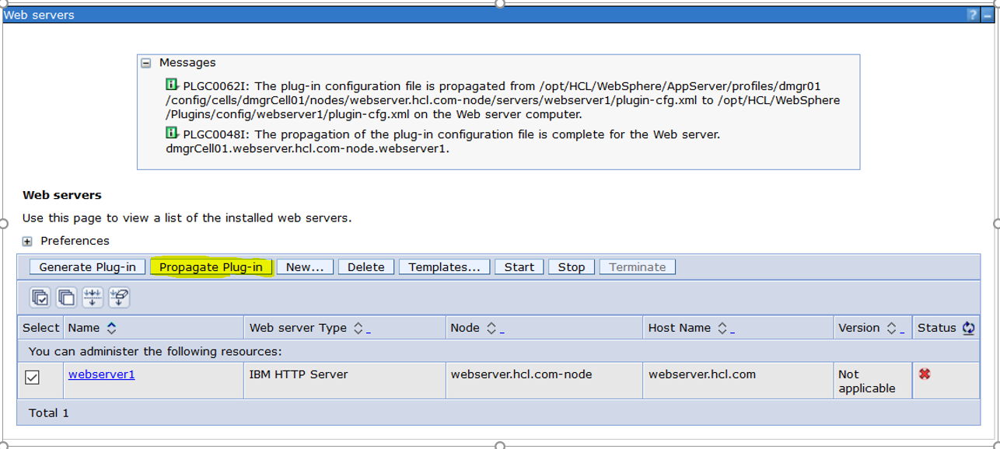 Web servers
?
Messages
PLGC0062I: The plug-in configuration file is propagated from /opt/HCL/WebSphere/AppServer/profiles/dmgr01
/config/cells/dmgrCell01/nodes/webserver.hcl.com-node/servers/webserver1/plugin-cfg.xml to /opt/HCL/WebSphere
/Plugins/config/webserver1/plugin-cfg.xml on the Web server computer.
PLGC0048I: The propagation of the plug-in configuration file is complete for the Web server.
dmgrCell01.webserver.hcl.com-node.webserver1.
Web servers
Use this page to view a list of the installed web servers.
Preferences
Generate Plug-in Propagate Plug-in New... Delete Templates... Start Stop Terminate
Select Name Web server Type Node Host Name Version Status
You can administer the following resources:
webserver1 IBM HTTP Server webserver.hcl.com-node webserver.hcl.com Not
applicable
Total 1